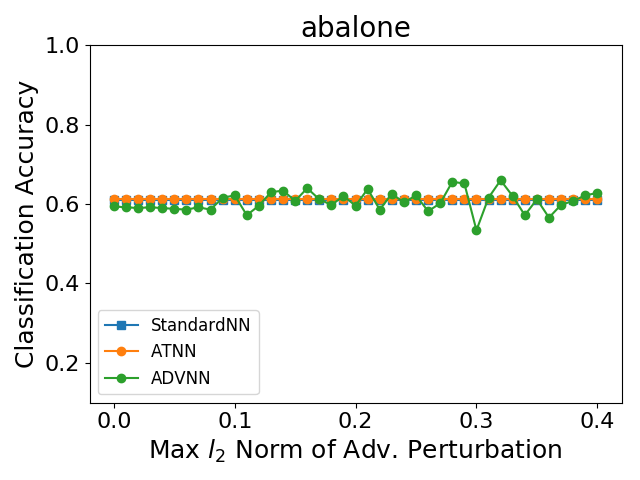 abalone
Classification Accuracy
1.0
0.8
0.6
0.4
0.2
StandardNN
ATNN
ADVNN
0.0 0.1 0.2 0.3 0.4
Max l₂ Norm of Adv. Perturbation